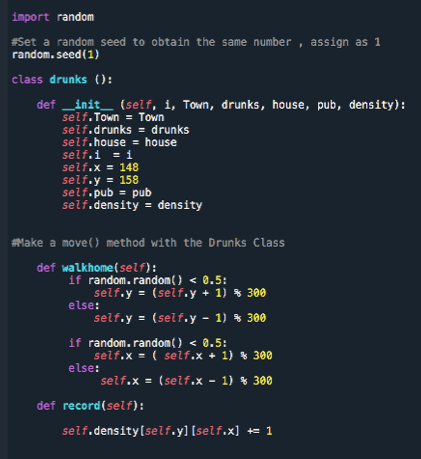 import random
#Set a random seed to obtain the same number , assign as 1
random.seed(1)
class drunks ():
def __init__ (self, i, Town, drunks, house, pub, density):
self.Town = Town
self.drunks = drunks
self.house = house
self.i = i
self.x = 148
self.y = 158
self.pub = pub
self.density = density
#Make a move() method with the Drunks Class
def walkhome(self):
if random.random() < 0.5:
self.y = (self.y + 1) % 300
else:
self.y = (self.y - 1) % 300
if random.random() < 0.5:
self.x = ( self.x + 1) % 300
else:
self.x = (self.x - 1) % 300
def record(self):
self.density[self.y][self.x] += 1